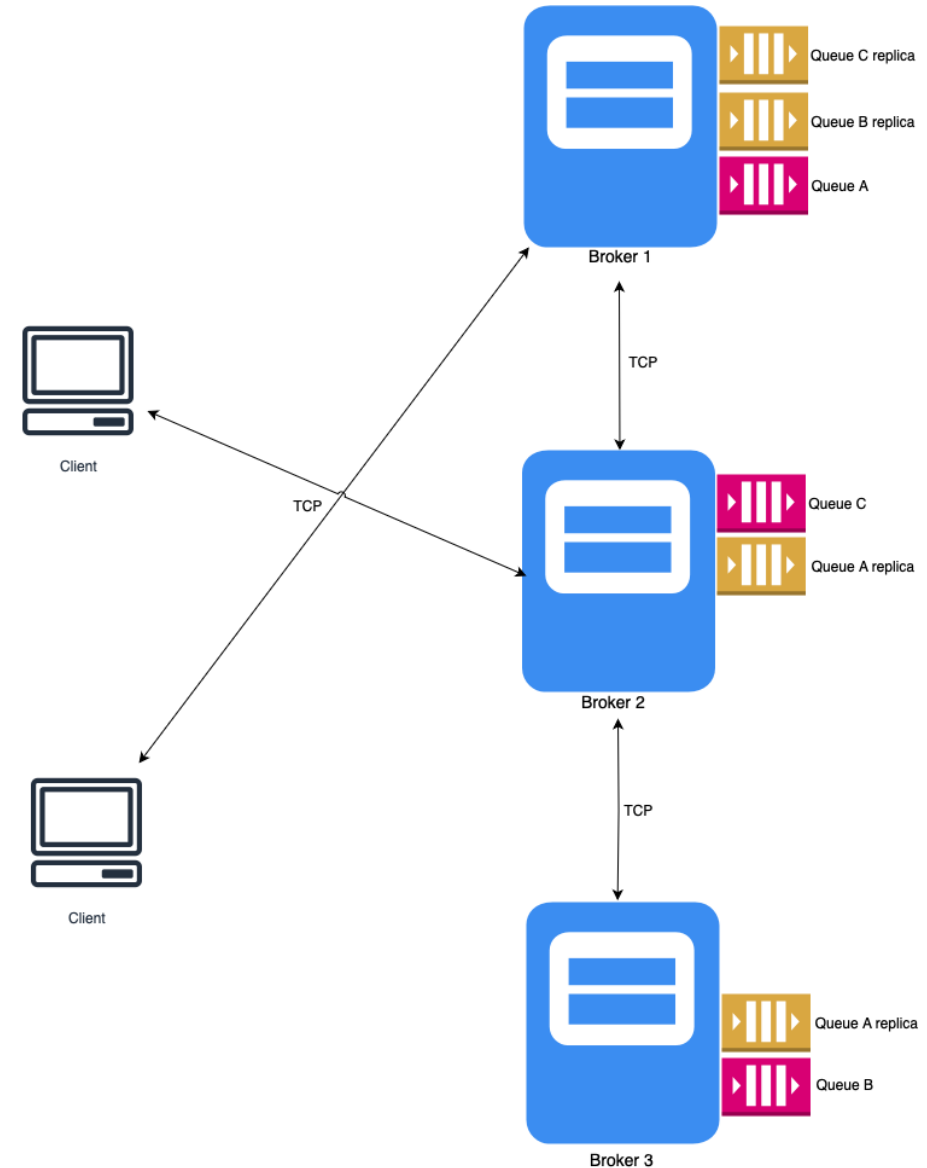 Queue C replica
Queue B replica
Queue A
Broker 1
TCP
Client
TCP
Queue C
Queue A replica
Broker 2
TCP
Client
Queue A replica
Queue B
Broker 3